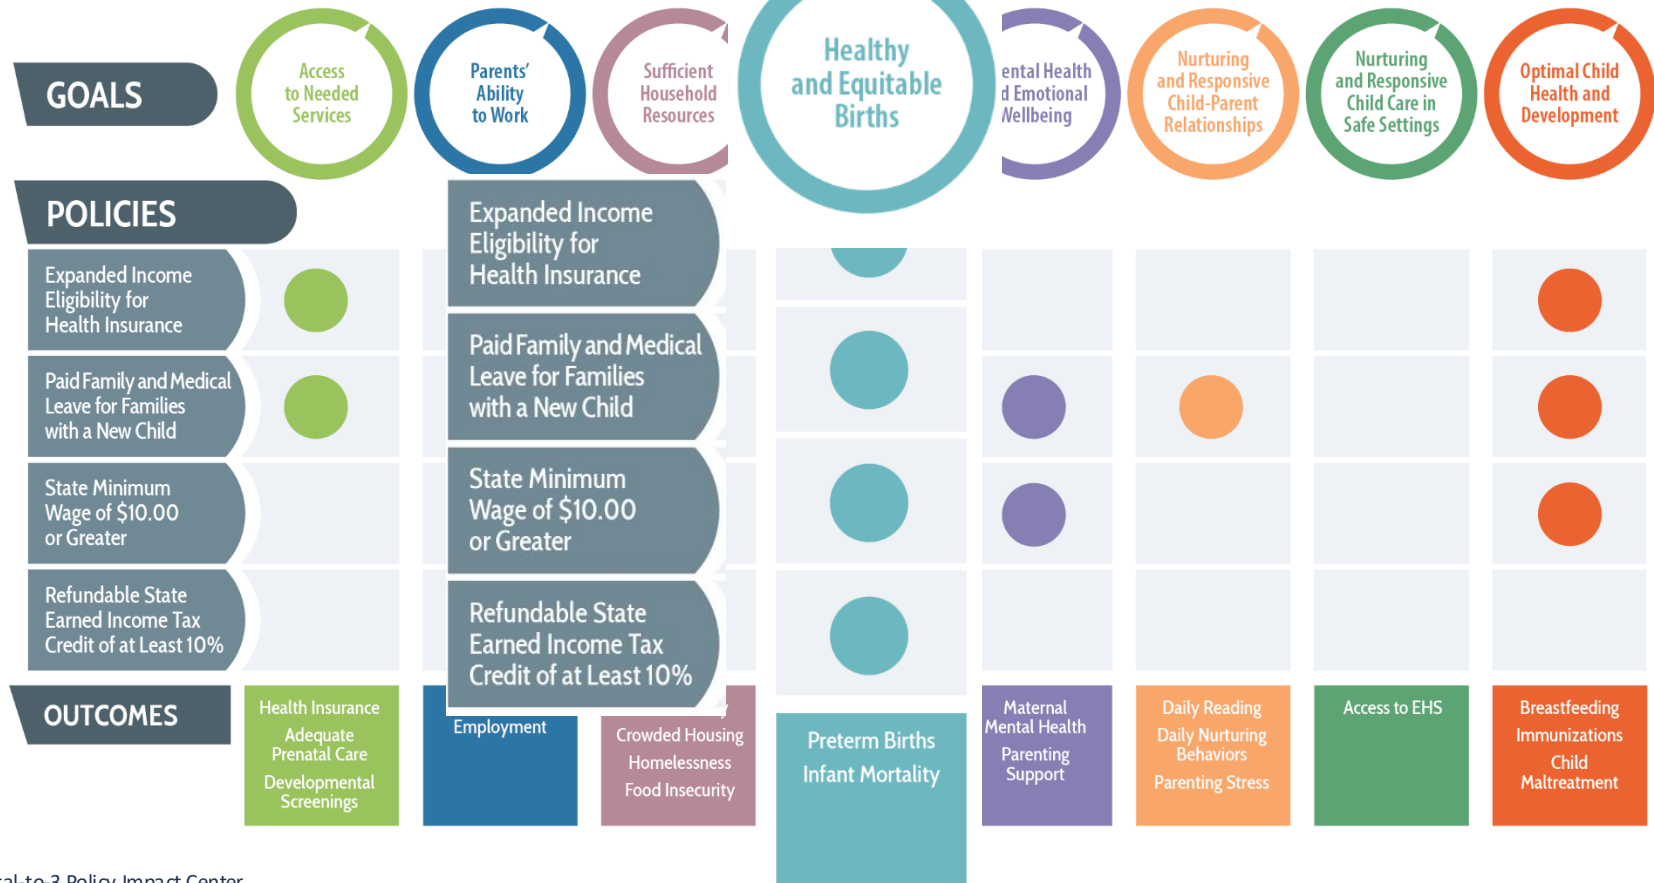 GOALS
Access
to Needed
Services
Parents'
Ability
to Work
Sufficient
Household
Resources
Healthy
and Equitable
Births
ental Health
d Emotional
Wellbeing
Nurturing
and Responsive
Child-Parent
Relationships
Nurturing
and Responsive
Child Care in
Safe Settings
Optimal Child
Health and
Development
POLICIES
Expanded Income
Eligibility for
Health Insurance
Paid Family and Medical
Leave for Families
with a New Child
State Minimum
Wage of $10.00
or Greater
Refundable State
Earned Income Tax
Credit of at Least 10%
Expanded Income
Eligibility for
Health Insurance
Paid Family and Medical
Leave for Families
with a New Child
State Minimum
Wage of $10.00
or Greater
Refundable State
Earned Income Tax
Credit of at Least 10%
OUTCOMES
Health Insurance
Adequate
Prenatal Care
Developmental
Screenings
Employment
Crowded Housing
Homelessness
Food Insecurity
Preterm Births
Infant Mortality
Maternal
Mental Health
Parenting
Support
Daily Reading
Daily Nurturing
Behaviors
Parenting Stress
Access to EHS
Breastfeeding
Immunizations
Child
Maltreatment
al-to-3 Policy Impact Center